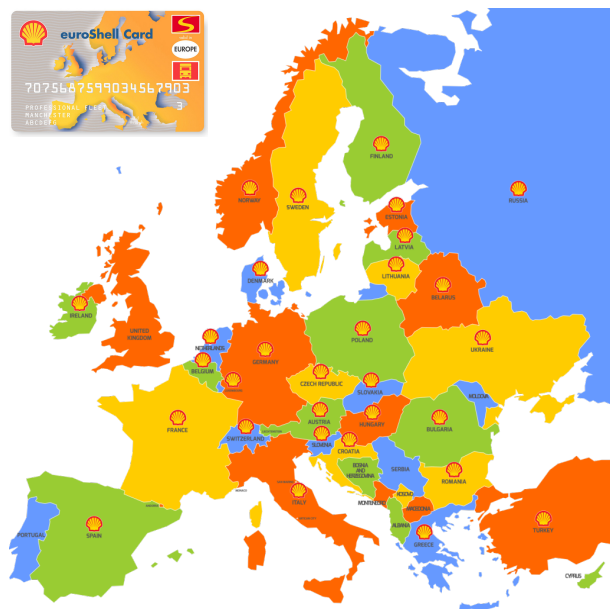 euroShell Card
EUROPE
7075687599034567903
3
PROFESSIONAL FLEET
MANCHESTER
ABCDEFG
FINLAND
NORWAY
SWEDEN
RUSSIA
ESTONIA
LATVIA
LITHUANIA
DENMARK
BELARUS
IRELAND
UNITED
KINGDOM
NETHERLANDS
POLAND
UKRAINE
BELGIUM
GERMANY
CZECH REPUBLIC
SLOVAKIA
MOLDOVA
FRANCE
AUSTRIA
HUNGARY
BULGARIA
SWITZERLAND
CROATIA
BOSNIA
AND
HERZEGOVINA
SERBIA
ROMANIA
KOSOVO
MONTENEGRO
ITALY
ALBANIA
GREECE
TURKEY
PORTUGAL
SPAIN
CYPRUS